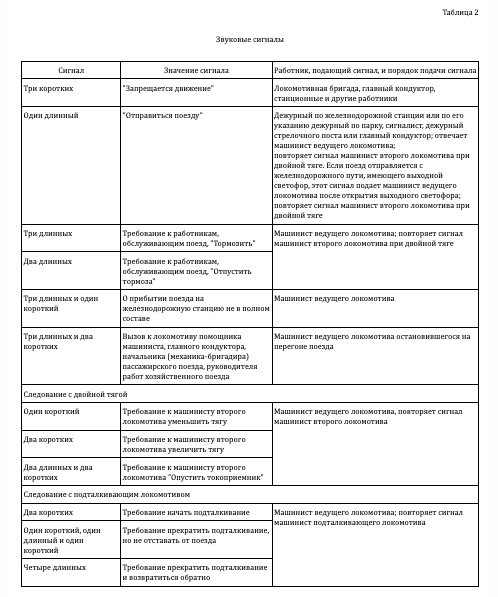 Таблица 2
Звуковые сигналы
Сигнал
Значение сигнала
Работник, подающий сигнал, и порядок подачи сигнала
Три коротких
"Запрещается движение"
Локомотивная бригада, главный кондуктор,
станционные и другие работники
Один длинный
"Отправиться поезду"
Дежурный по железнодорожной станции или по его
указанию дежурный по парку, сигналист, дежурный
стрелочного поста или главный кондуктор; отвечает
машинист ведущего локомотива;
повторяет сигнал машинист второго локомотива при
двойной тяге. Если поезд отправляется с
железнодорожного пути, имеющего выходной
светофор, этот сигнал подает машинист ведущего
локомотива после открытия выходного светофора;
повторяет сигнал машинист второго локомотива при
двойной тяге
Три длинных
Требование к работникам,
обслуживающим поезд, "Тормозить"
Машинист ведущего локомотива; повторяет сигнал
машинист второго локомотива при двойной тяге
Два длинных
Требование к работникам,
обслуживающим поезд, "Отпустить
тормоза"
Три длинных и один
короткий
О прибытии поезда на
железнодорожную станцию не в полном
составе
Машинист ведущего локомотива
Три длинных и два
коротких
Вызов к локомотиву помощника
машиниста, главного кондуктора,
начальника (механика-бригадира)
пассажирского поезда, руководителя
работ хозяйственного поезда
Машинист ведущего локомотива остановившегося на
перегоне поезда
Следование с двойной тягой
Один короткий
Требование к машинисту второго
локомотива уменьшить тягу
Машинист ведущего локомотива, повторяет сигнал
машинист второго локомотива
Два коротких
Требование к машинисту второго
локомотива увеличить тягу
Два длинных и два
коротких
Требование к машинисту второго
локомотива "Опустить токоприемник"
Следование с подталкивающим локомотивом
Два коротких
Требование начать подталкивание
Машинист ведущего локомотива; повторяет сигнал
машинист подталкивающего локомотива
Один короткий, один
длинный и один
короткий
Требование прекратить подталкивание,
но не отставать от поезда
Четыре длинных
Требование прекратить подталкивание
и возвратиться обратно